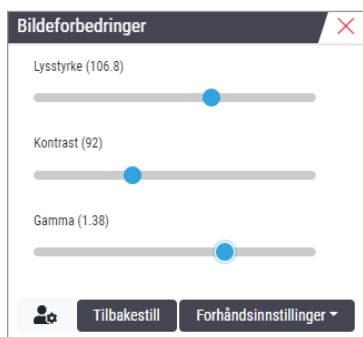 Bildeforbedringer
Lysstyrke (106.8)
Kontrast (92)
Gamma (1.38)
Tilbakestill Forhåndsinnstillinger